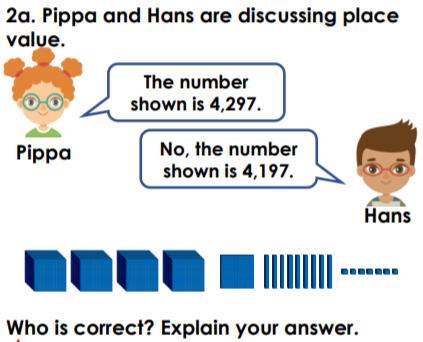 2a. Pippa and Hans are discussing place
value.
The number
shown is 4,297.
Pippa
No, the number
shown is 4,197.
Hans
Who is correct? Explain your answer.